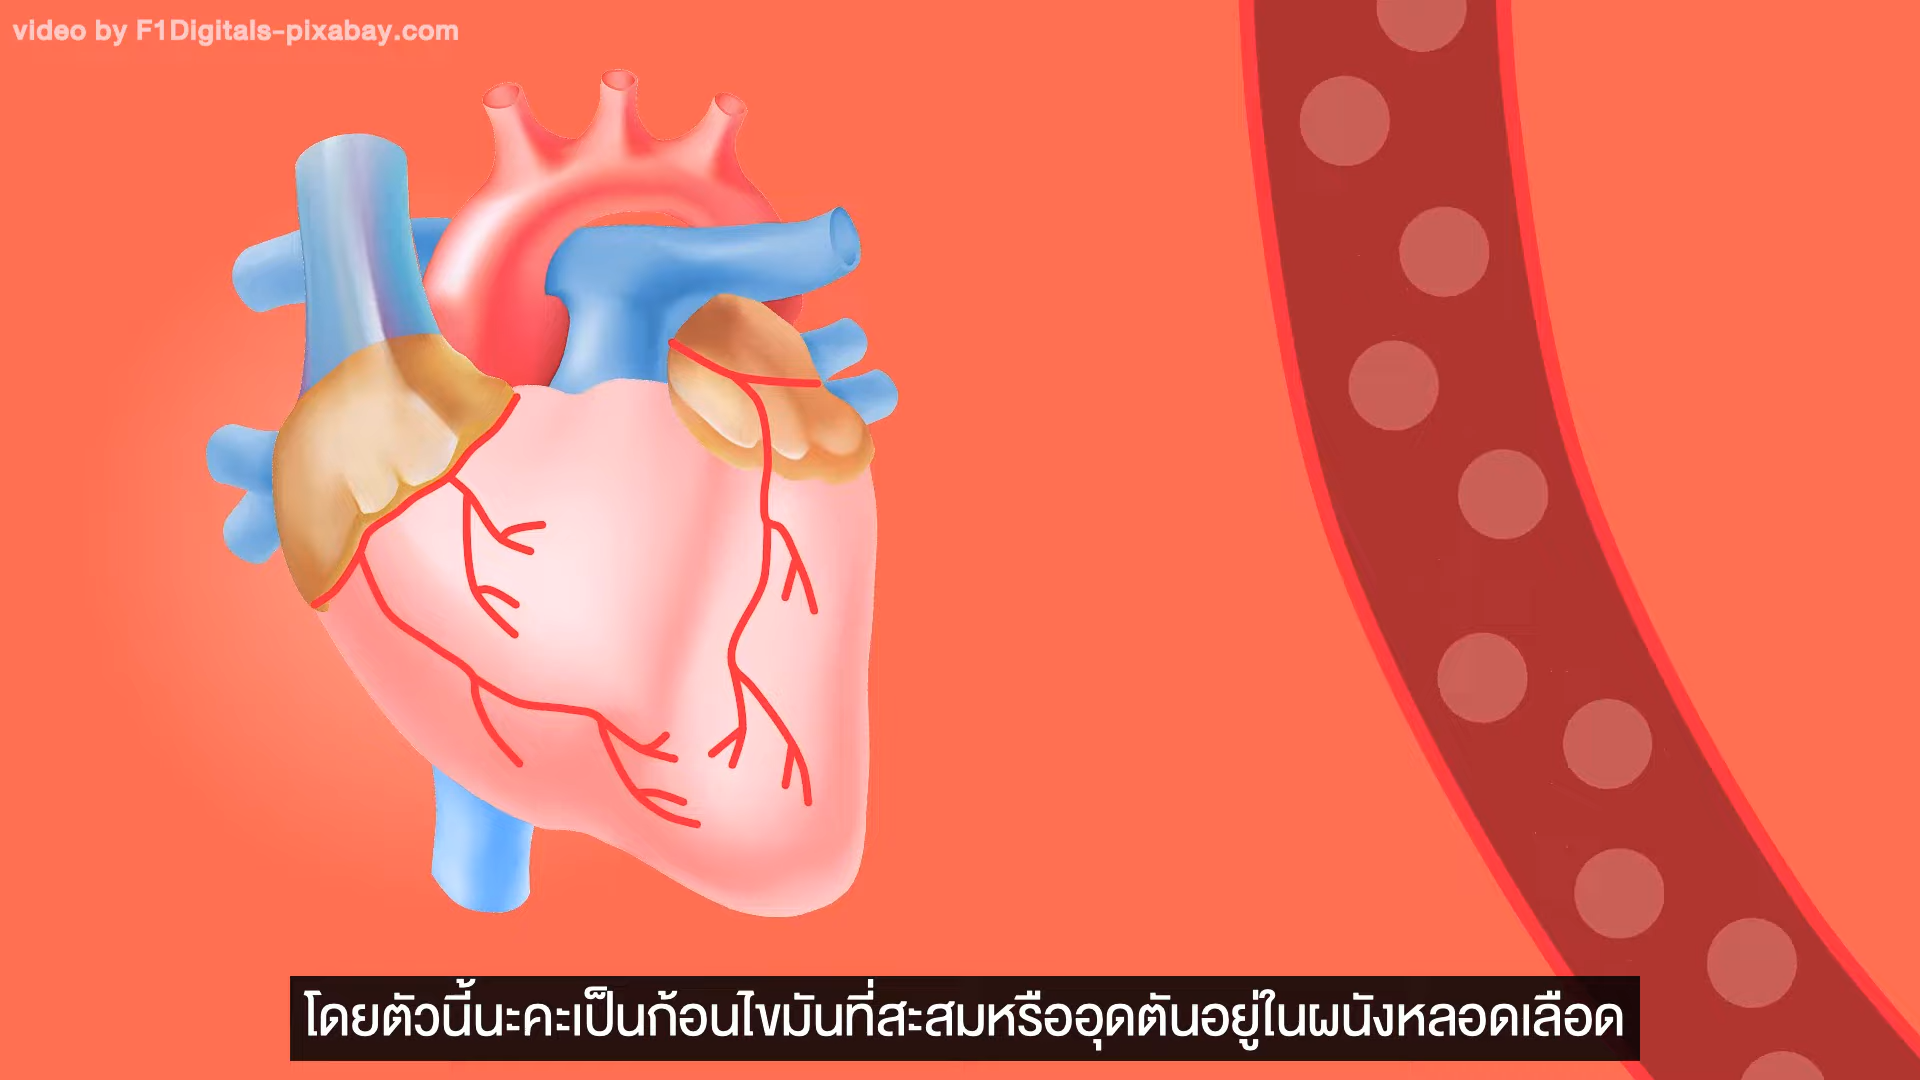 video by F1Digitals-pixabay.com
โดยตัวนี้นะคะเป็นก้อนไขมันที่สะสมหรืออุดตันอยู่ในผนังหลอดเลือด